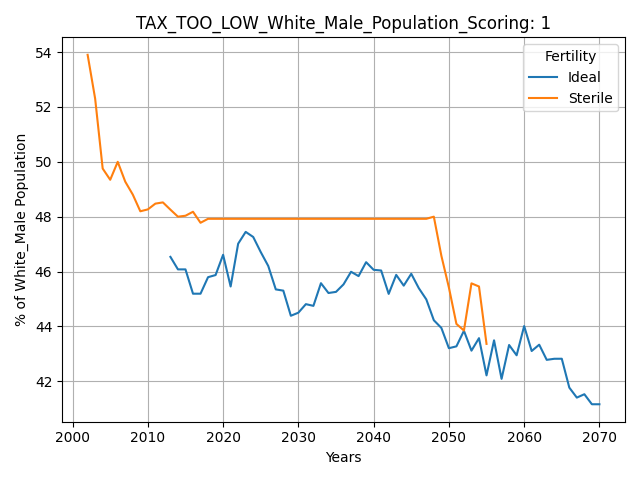 TAX_TOO_LOW_White_Male_Population_Scoring: 1
Fertility
Ideal
Sterile
% of White_Male Population
54
52
50
48
46
44
42
2000 2010 2020 2030 2040 2050 2060 2070
Years